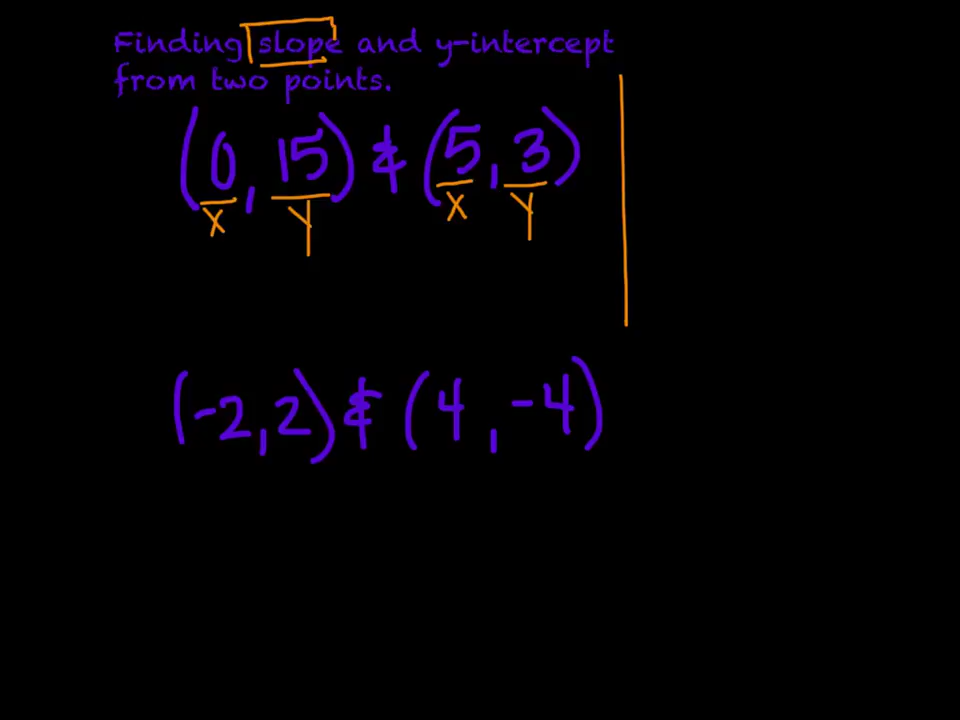 Finding slope and y-intercept
from two points.
(0, 15) & (5, 3)
X Y X Y
(-2, 2) & (4, -4)